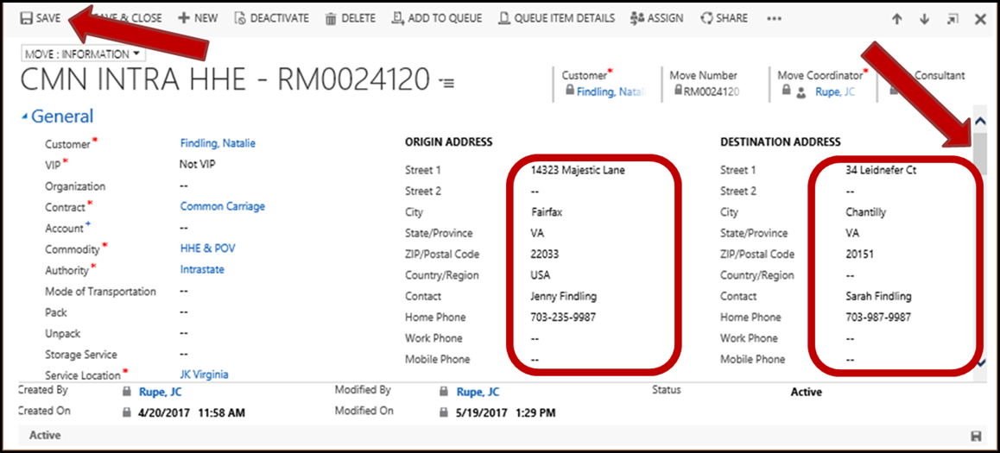 SAVE & CLOSE NEW DEACTIVATE DELETE ADD TO QUEUE QUEUE ITEM DETAILS ASSIGN SHARE •••
MOVE : INFORMATION
CMN INTRA HHE - RM0024120
Customer* Move Number Move Coordinator* Consultant
Findling, Natalie RM0024120 Rupe, JC
General
Customer* Findling, Natalie ORIGIN ADDRESS DESTINATION ADDRESS
VIP* Not VIP Street 1 14323 Majestic Lane Street 1 34 Leidnefer Ct
Organization -- Street 2 -- Street 2 --
Contract* Common Carriage City Fairfax City Chantilly
Account+ -- State/Province VA State/Province VA
Commodity* HHE & POV ZIP/Postal Code 22033 ZIP/Postal Code 20151
Authority* Intrastate Country/Region USA Country/Region --
Mode of Transportation -- Contact Jenny Findling Contact Sarah Findling
Pack -- Home Phone 703-235-9987 Home Phone 703-987-9987
Unpack -- Work Phone -- Work Phone --
Storage Service -- Mobile Phone -- Mobile Phone --
Service Location* JK Virginia
Created By Rupe, JC Modified By Rupe, JC Status Active
Created On 4/20/2017 11:58 AM Modified On 5/19/2017 1:29 PM
Active